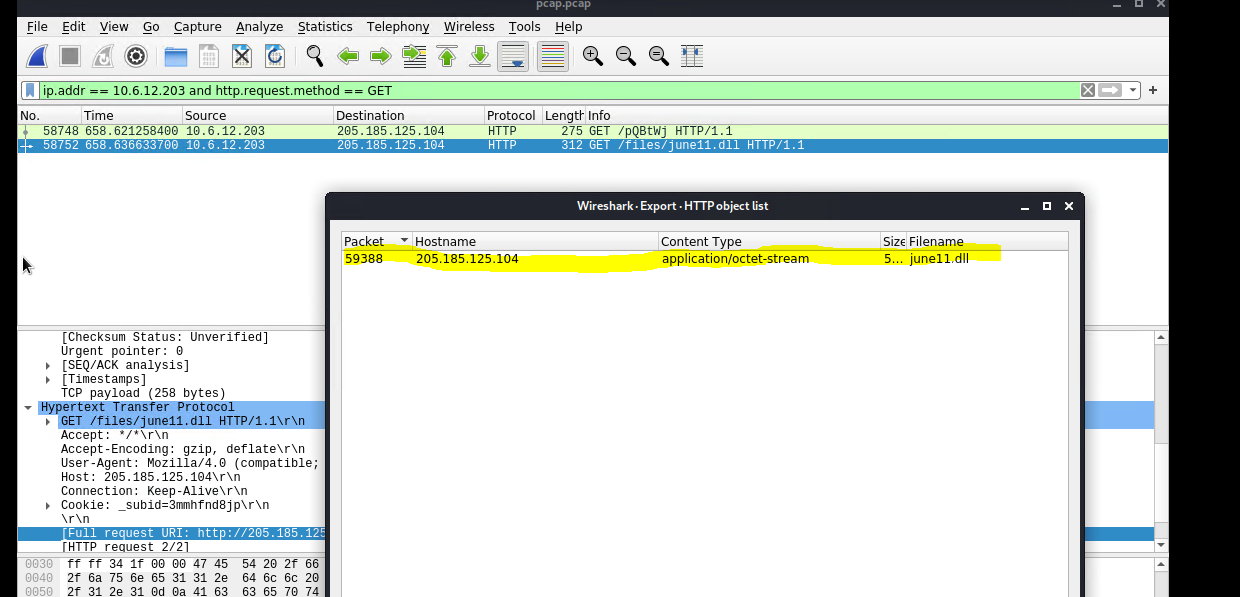 pcap.pcap
File Edit View Go Capture Analyze Statistics Telephony Wireless Tools Help
ip.addr == 10.6.12.203 and http.request.method == GET
No. Time Source Destination Protocol Length Info
58748 658.621258400 10.6.12.203 205.185.125.104 HTTP 275 GET /pQBtWj HTTP/1.1
58752 658.636633700 10.6.12.203 205.185.125.104 HTTP 312 GET /files/june11.dll HTTP/1.1
Wireshark · Export · HTTP object list
Packet Hostname Content Type Size Filename
59388 205.185.125.104 application/octet-stream 5... june11.dll
[Checksum Status: Unverified]
Urgent pointer: 0
[SEQ/ACK analysis]
[Timestamps]
TCP payload (258 bytes)
Hypertext Transfer Protocol
GET /files/june11.dll HTTP/1.1\r\n
Accept: */*\r\n
Accept-Encoding: gzip, deflate\r\n
User-Agent: Mozilla/4.0 (compatible;
Host: 205.185.125.104\r\n
Connection: Keep-Alive\r\n
Cookie: _subid=3mmhfnd8jp\r\n
\r\n
[Full request URI: http://205.185.125
[HTTP request 2/2]
0030 ff ff 34 1f 00 00 47 45 54 20 2f 66
0040 2f 6a 75 6e 65 31 31 2e 64 6c 6c 20
0050 2f 31 2e 31 0d 0a 41 63 63 65 70 74